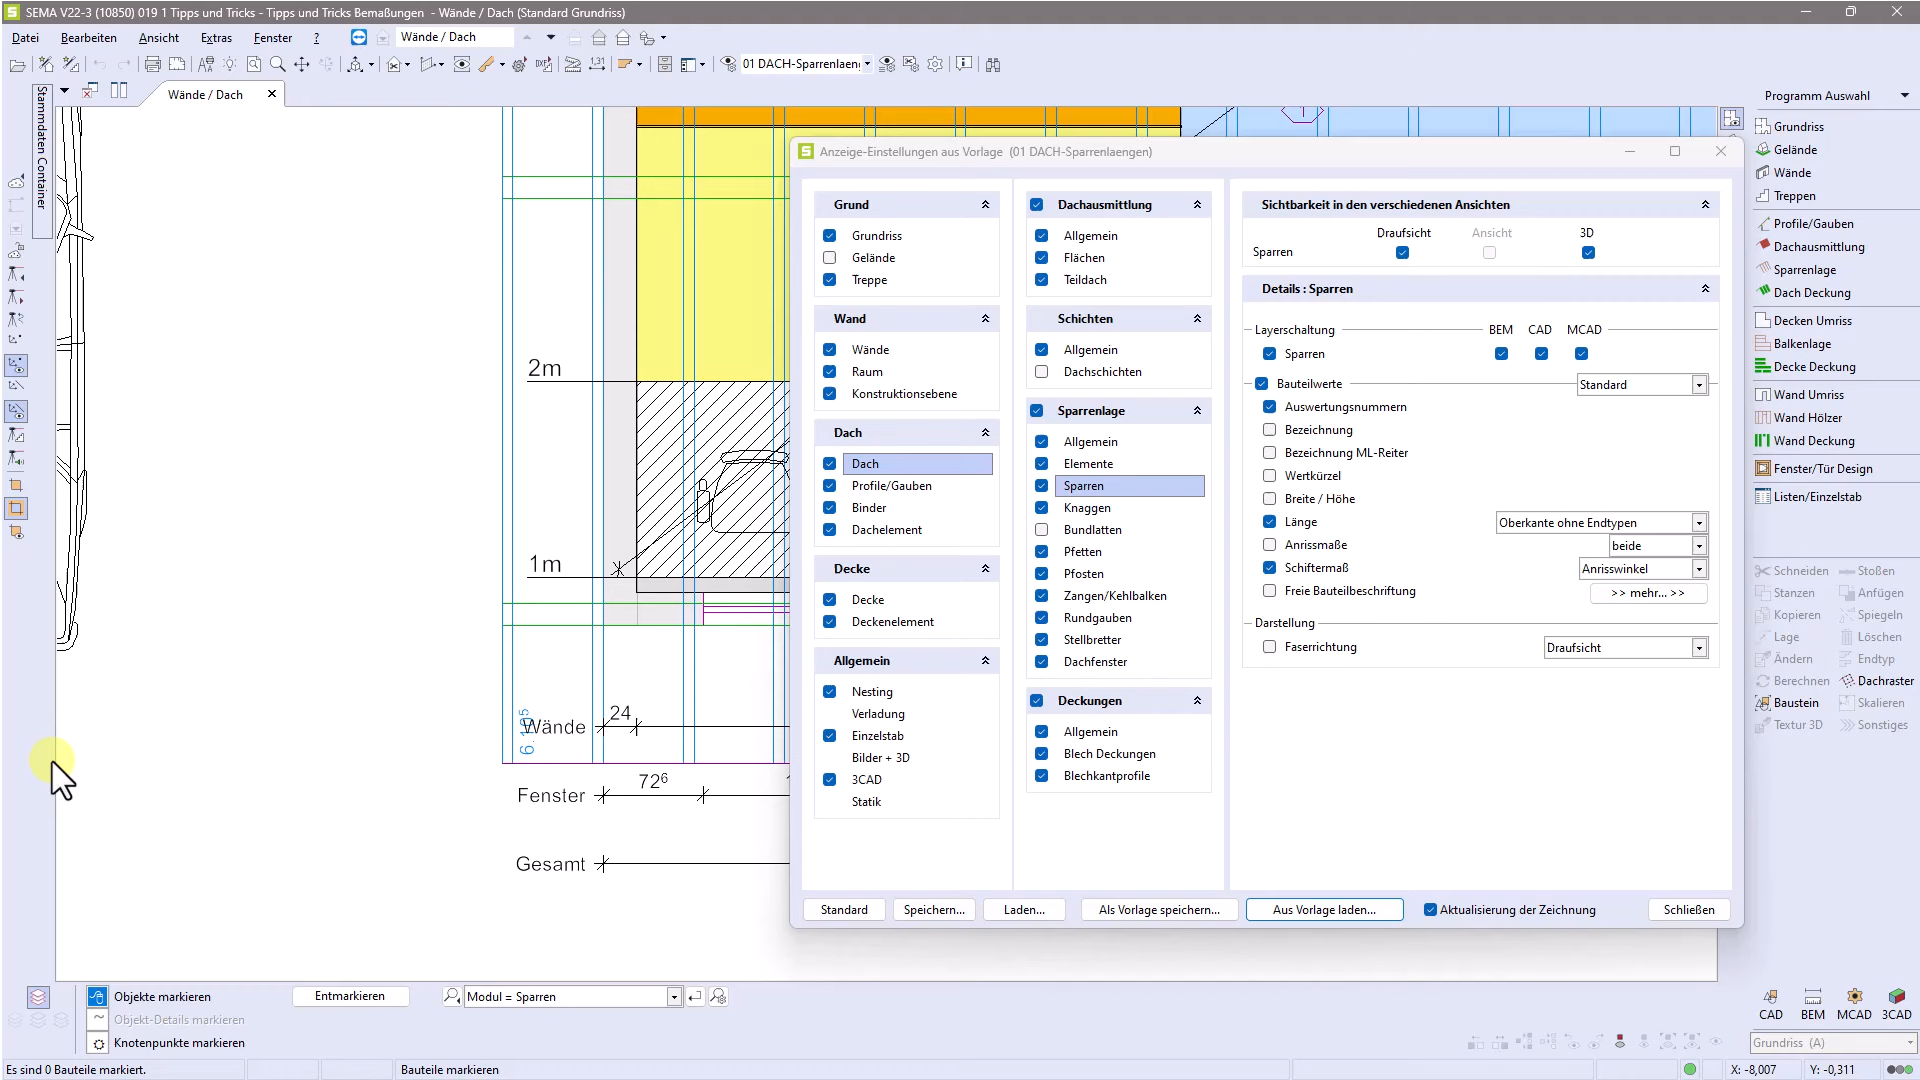 SEMA V22-3 (10850) 019 1 Tipps und Tricks - Tipps und Tricks Bemaßungen - Wände / Dach (Standard Grundriss)
Datei Bearbeiten Ansicht Extras Fenster ? Wände / Dach
01 DACH-Sparrenlaen
Wände / Dach
Stammdaten Container
2m
1m
Wände 24
6.10⁵
Fenster 72⁶
Gesamt
Anzeige-Einstellungen aus Vorlage (01 DACH-Sparrenlaengen)
Grund
Grundriss
Gelände
Treppe
Wand
Wände
Raum
Konstruktionsebene
Dach
Dach
Profile/Gauben
Binder
Dachelement
Decke
Decke
Deckenelement
Allgemein
Nesting
Verladung
Einzelstab
Bilder + 3D
3CAD
Statik
Dachausmittlung
Allgemein
Flächen
Teildach
Schichten
Allgemein
Dachschichten
Sparrenlage
Allgemein
Elemente
Sparren
Knaggen
Bundlatten
Pfetten
Pfosten
Zangen/Kehlbalken
Rundgauben
Stellbretter
Dachfenster
Deckungen
Allgemein
Blech Deckungen
Blechkantprofile
Sichtbarkeit in den verschiedenen Ansichten
Draufsicht Ansicht 3D
Sparren
Details : Sparren
Layerschaltung BEM CAD MCAD
Sparren
Bauteilwerte Standard
Auswertungsnummern
Bezeichnung
Bezeichnung ML-Reiter
Wertkürzel
Breite / Höhe
Länge Oberkante ohne Endtypen
Anrissmaße beide
Schiftermaß Anrisswinkel
Freie Bauteilbeschriftung >> mehr... >>
Darstellung
Faserrichtung Draufsicht
Standard Speichern... Laden... Als Vorlage speichern... Aus Vorlage laden... Aktualisierung der Zeichnung Schließen
Programm Auswahl
Grundriss
Gelände
Wände
Treppen
Profile/Gauben
Dachausmittlung
Sparrenlage
Dach Deckung
Decken Umriss
Balkenlage
Decke Deckung
Wand Umriss
Wand Hölzer
Wand Deckung
Fenster/Tür Design
Listen/Einzelstab
Schneiden Stoßen
Stanzen Anfügen
Kopieren Spiegeln
Lage Löschen
Ändern Endtyp
Berechnen Dachraster
Baustein Skalieren
Textur 3D Sonstiges
Objekte markieren Entmarkieren Modul = Sparren
Objekt-Details markieren
Knotenpunkte markieren
CAD BEM MCAD 3CAD
Grundriss (A)
Es sind 0 Bauteile markiert. Bauteile markieren X: -8,007 Y: -0,311